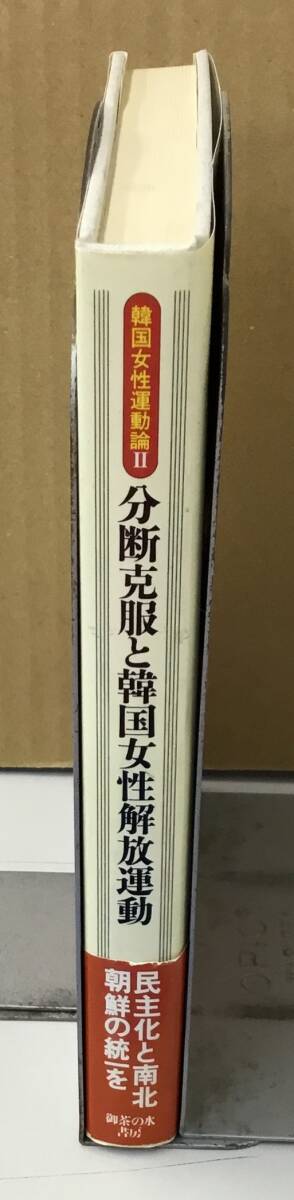 韓国女性運動論II
分断克服と韓国女性解放運動
民主化と南北
朝鮮の統一を
御茶の水
書房